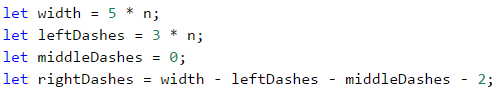 let width = 5 * n;
let leftDashes = 3 * n;
let middleDashes = 0;
let rightDashes = width - leftDashes - middleDashes - 2;